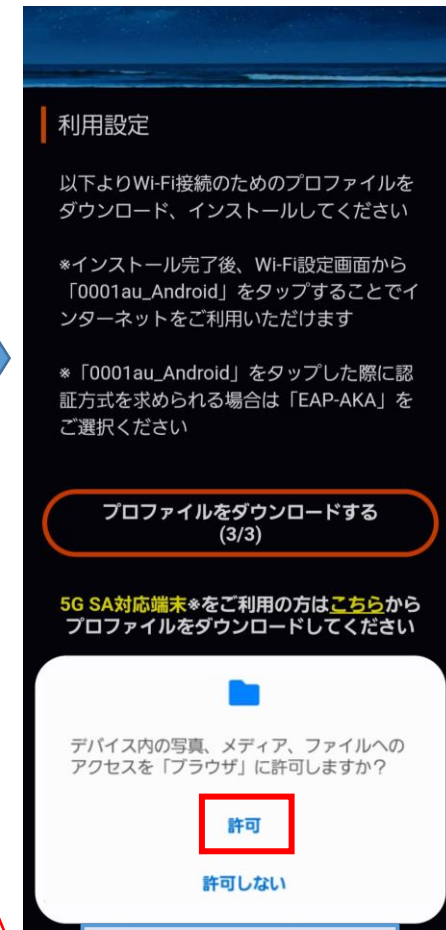 利用設定
以下よりWi-Fi接続のためのプロファイルを
ダウンロード、インストールしてください
※インストール完了後、Wi-Fi設定画面から
「0001au_Android」をタップすることでイ
ンターネットをご利用いただけます
※「0001au_Android」をタップした際に認
証方式を求められる場合は「EAP-AKA」を
ご選択ください
プロファイルをダウンロードする
(3/3)
5G SA対応端末※をご利用の方はこちらから
プロファイルをダウンロードしてください
デバイス内の写真、メディア、ファイルへの
アクセスを「ブラウザ」に許可しますか？
許可
許可しない